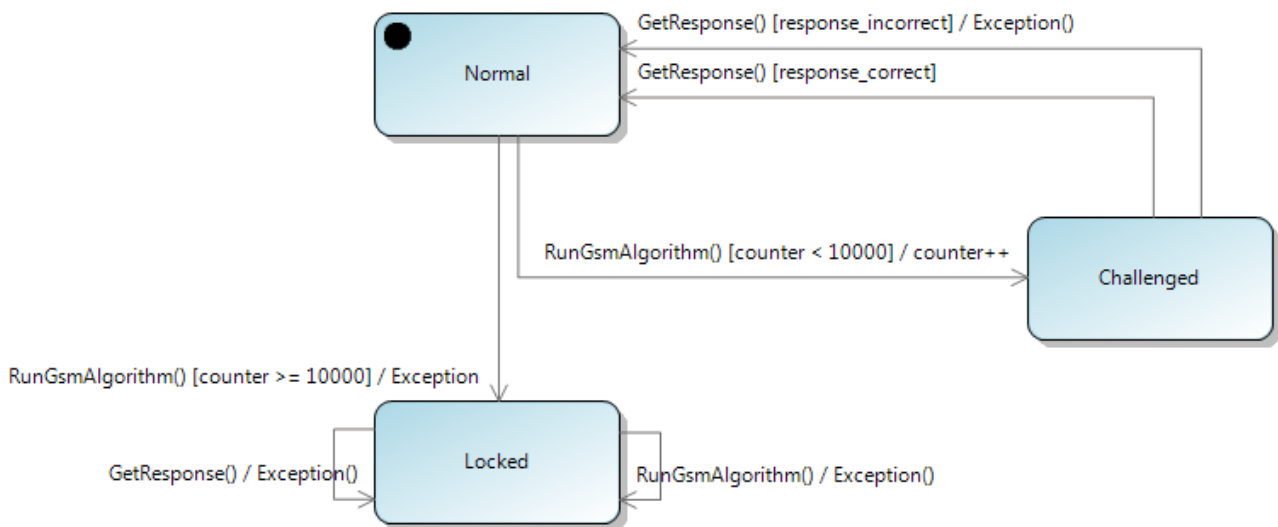 GetResponse() [response_incorrect] / Exception()
Normal
GetResponse() [response_correct]
RunGsmAlgorithm() [counter < 10000] / counter++
Challenged
RunGsmAlgorithm() [counter >= 10000] / Exception
Locked
GetResponse() / Exception()
RunGsmAlgorithm() / Exception()